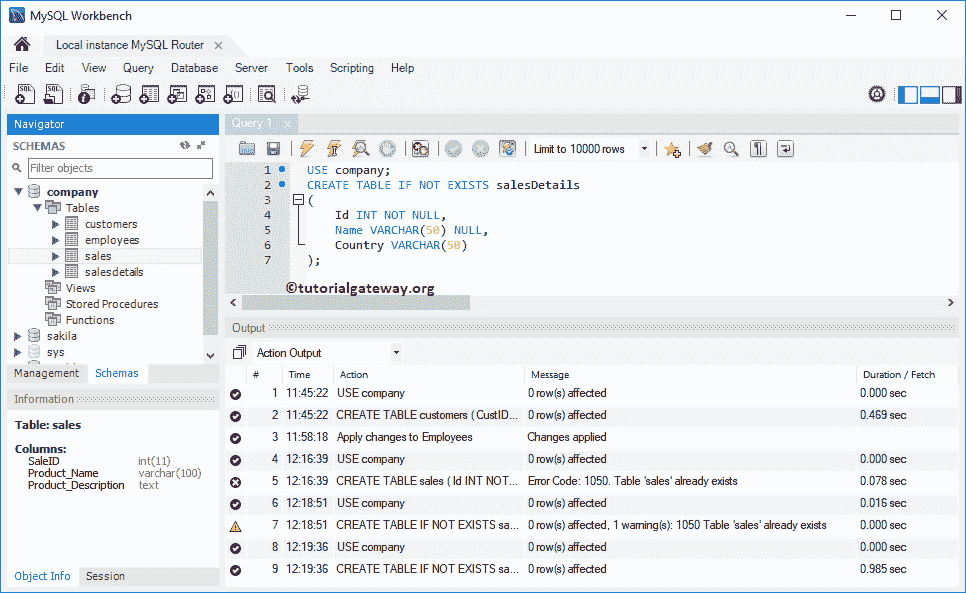 MySQL Workbench
Local instance MySQL Router
File Edit View Query Database Server Tools Scripting Help
Navigator
SCHEMAS
Filter objects
company
Tables
customers
employees
sales
salesdetails
Views
Stored Procedures
Functions
sakila
sys
Management Schemas
Information
Table: sales
Columns:
SaleID int(11)
Product_Name varchar(100)
Product_Description text
Object Info Session
Query 1
Limit to 10000 rows
1 USE company;
2 CREATE TABLE IF NOT EXISTS salesDetails
3 (
4 Id INT NOT NULL,
5 Name VARCHAR(50) NULL,
6 Country VARCHAR(50)
7 );
©tutorialgateway.org
Output
Action Output
# Time Action Message Duration / Fetch
1 11:45:22 USE company 0 row(s) affected 0.000 sec
2 11:45:22 CREATE TABLE customers ( CustID... 0 row(s) affected 0.469 sec
3 11:58:18 Apply changes to Employees Changes applied
4 12:16:39 USE company 0 row(s) affected 0.000 sec
5 12:16:39 CREATE TABLE sales ( Id INT NOT... Error Code: 1050. Table 'sales' already exists 0.078 sec
6 12:18:51 USE company 0 row(s) affected 0.016 sec
7 12:18:51 CREATE TABLE IF NOT EXISTS sa... 0 row(s) affected, 1 warning(s): 1050 Table 'sales' already exists 0.000 sec
8 12:19:36 USE company 0 row(s) affected 0.000 sec
9 12:19:36 CREATE TABLE IF NOT EXISTS sa... 0 row(s) affected 0.985 sec